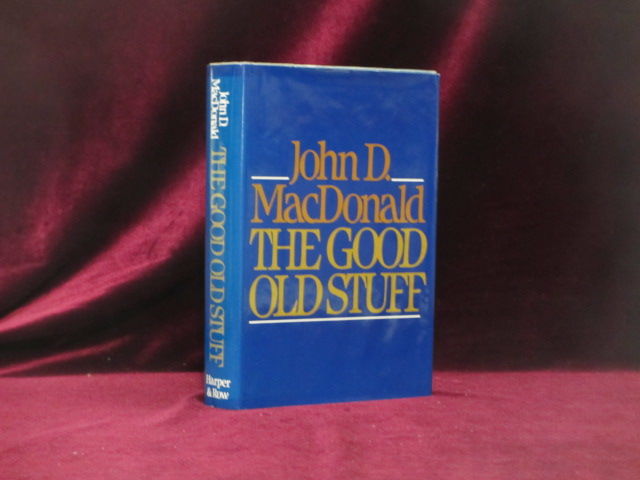 John D.
MacDonald
THE GOOD
OLD STUFF
John D.
MacDonald
THE GOOD OLD STUFF
Harper
& Row